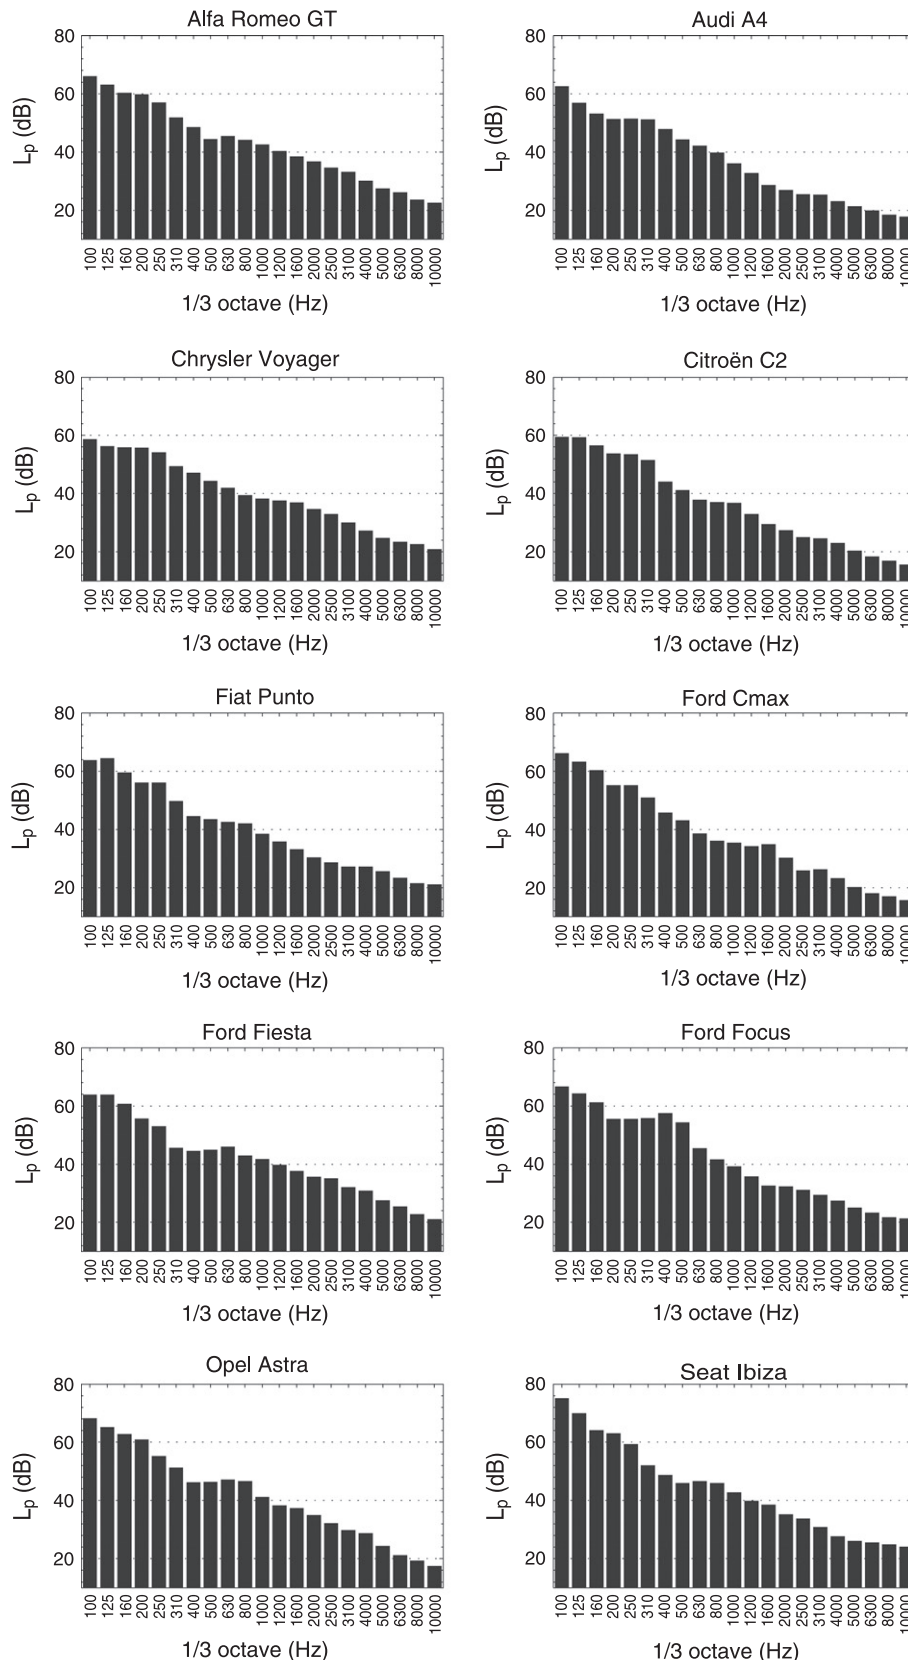 Alfa Romeo GT
80
60
40
20
Lp (dB)
100 125 160 200 250 310 400 500 630 800 1000 1200 1600 2000 2500 3100 4000 5000 6300 8000 10000
1/3 octave (Hz)
Audi A4
80
60
40
20
Lp (dB)
100 125 160 200 250 310 400 500 630 800 1000 1200 1600 2000 2500 3100 4000 5000 6300 8000 10000
1/3 octave (Hz)
Chrysler Voyager
80
60
40
20
Lp (dB)
100 125 160 200 250 310 400 500 630 800 1000 1200 1600 2000 2500 3100 4000 5000 6300 8000 10000
1/3 octave (Hz)
Citroën C2
80
60
40
20
Lp (dB)
100 125 160 200 250 310 400 500 630 800 1000 1200 1600 2000 2500 3100 4000 5000 6300 8000 10000
1/3 octave (Hz)
Fiat Punto
80
60
40
20
Lp (dB)
100 125 160 200 250 310 400 500 630 800 1000 1200 1600 2000 2500 3100 4000 5000 6300 8000 10000
1/3 octave (Hz)
Ford Cmax
80
60
40
20
Lp (dB)
100 125 160 200 250 310 400 500 630 800 1000 1200 1600 2000 2500 3100 4000 5000 6300 8000 10000
1/3 octave (Hz)
Ford Fiesta
80
60
40
20
Lp (dB)
100 125 160 200 250 310 400 500 630 800 1000 1200 1600 2000 2500 3100 4000 5000 6300 8000 10000
1/3 octave (Hz)
Ford Focus
80
60
40
20
Lp (dB)
100 125 160 200 250 310 400 500 630 800 1000 1200 1600 2000 2500 3100 4000 5000 6300 8000 10000
1/3 octave (Hz)
Opel Astra
80
60
40
20
Lp (dB)
100 125 160 200 250 310 400 500 630 800 1000 1200 1600 2000 2500 3100 4000 5000 6300 8000 10000
1/3 octave (Hz)
Seat Ibiza
80
60
40
20
Lp (dB)
100 125 160 200 250 310 400 500 630 800 1000 1200 1600 2000 2500 3100 4000 5000 6300 8000 10000
1/3 octave (Hz)